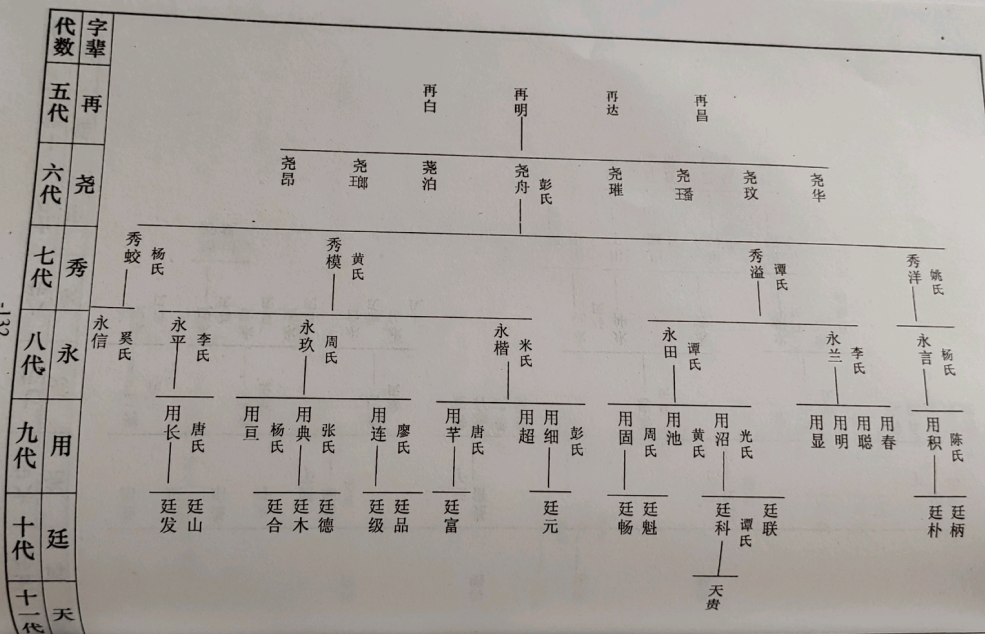 代数 字辈
五代 再 再白 再明 再达 再昌
六代 尧 尧昂 尧瑯 尧泊 尧舟 彭氏 尧璀 尧璠 尧玟 尧华
七代 秀 秀蛟 杨氏 秀模 黄氏 秀溢 谭氏 秀洋 姚氏
八代 永 永信 奚氏 永平 李氏 永玖 周氏 永楷 米氏 永田 谭氏 永兰 李氏 永言 杨氏
九代 用 用长 唐氏 用亘 杨氏 用典 张氏 用连 廖氏 用芊 唐氏 用超 用细 彭氏 用固 周氏 用池 黄氏 用沼 光氏 用显 用明 用聪 用春 用积 陈氏
十代 廷 廷发 廷山 廷合 廷木 廷德 廷级 廷品 廷富 廷元 廷畅 廷魁 廷科 谭氏 廷联 廷朴 廷柄
十一代 天 天贵
-132